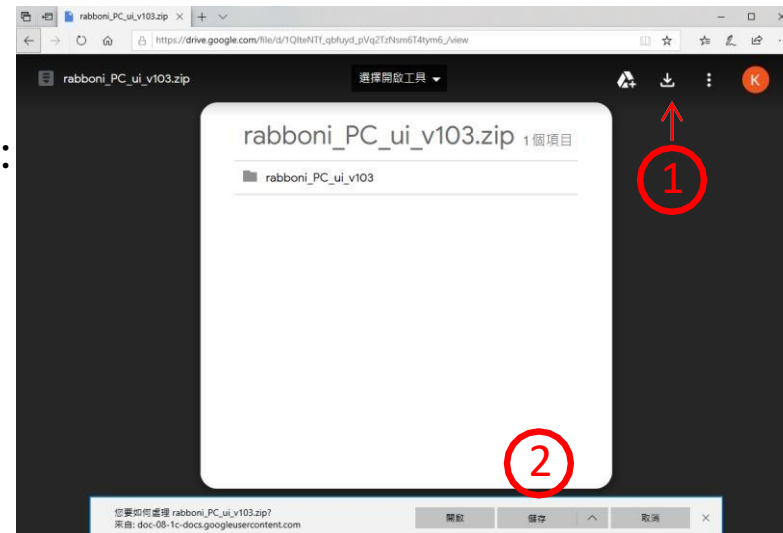 rabboni_PC_ui_v103.zip
https://drive.google.com/file/d/1QIteNTf_qbfuyd_pVq2TzNsm6T4tym6_/view
rabboni_PC_ui_v103.zip
選擇開啟工具
K
:
rabboni_PC_ui_v103.zip 1 個項目
rabboni_PC_ui_v103
1
2
您要如何處理 rabboni_PC_ui_v103.zip?
來自: doc-08-1c-docs.googleusercontent.com
開啟
儲存
取消